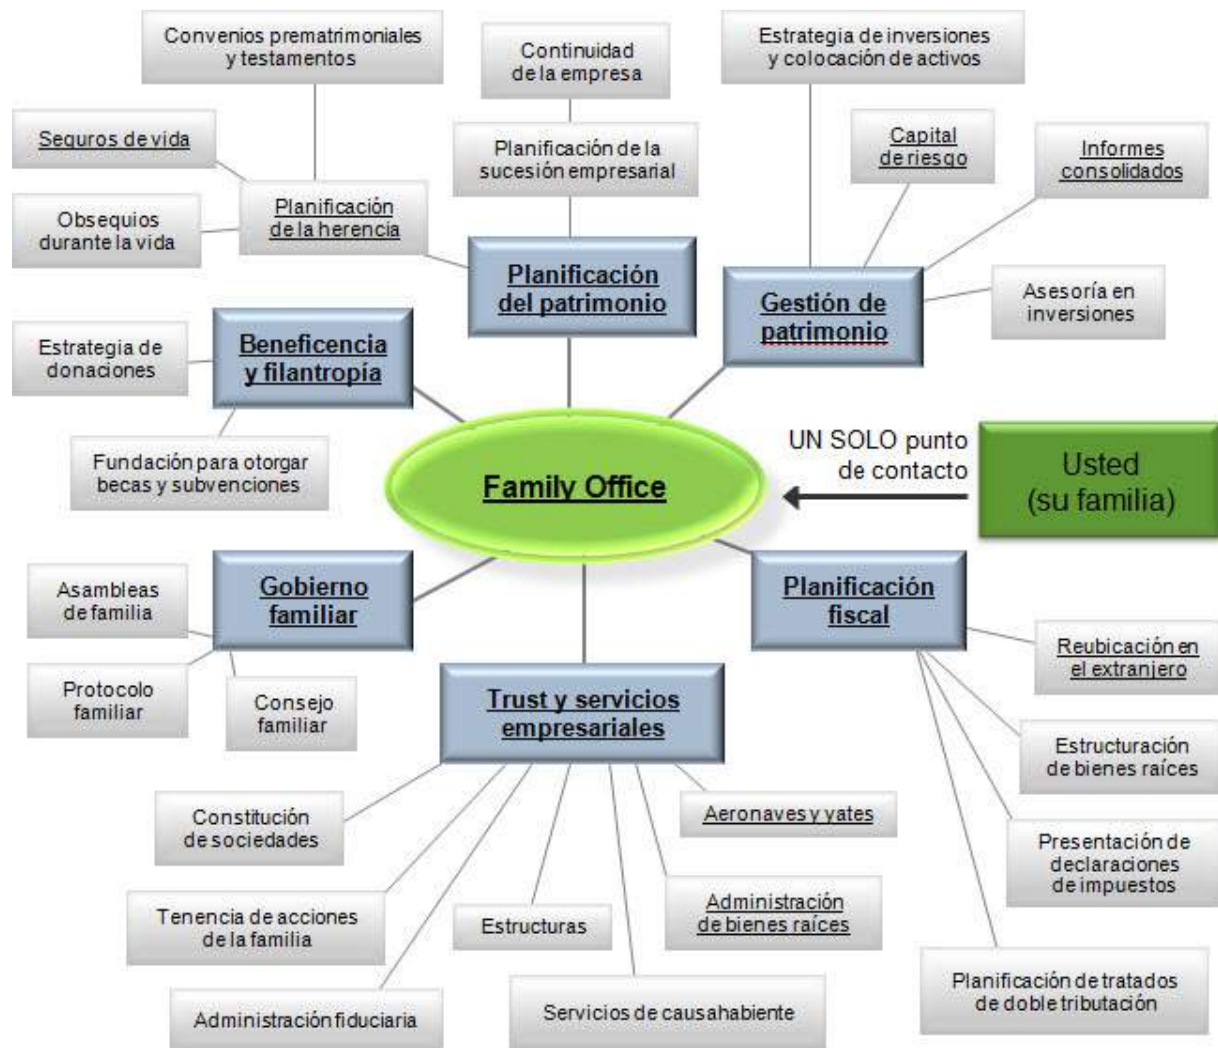 Convenios prematrimoniales
y testamentos
Continuidad
de la empresa
Estrategia de inversiones
y colocación de activos
Seguros de vida
Planificación de la
sucesión empresarial
Capital
de riesgo
Informes
consolidados
Obsequios
durante la vida
Planificación
de la herencia
Planificación
del patrimonio
Gestión de
patrimonio
Asesoría en
inversiones
Beneficencia
y filantropía
Estrategia de
donaciones
Fundación para otorgar
becas y subvenciones
Family Office
UN SOLO punto
de contacto
Usted
(su familia)
Gobierno
familiar
Asambleas
de familia
Protocolo
familiar
Consejo
familiar
Planificación
fiscal
Reubicación en
el extranjero
Trust y servicios
empresariales
Estructuración
de bienes raíces
Constitución
de sociedades
Aeronaves y yates
Presentación de
declaraciones
de impuestos
Tenencia de acciones
de la familia
Estructuras
Administración
de bienes raíces
Administración fiduciaria
Servicios de causahabiente
Planificación de tratados
de doble tributación